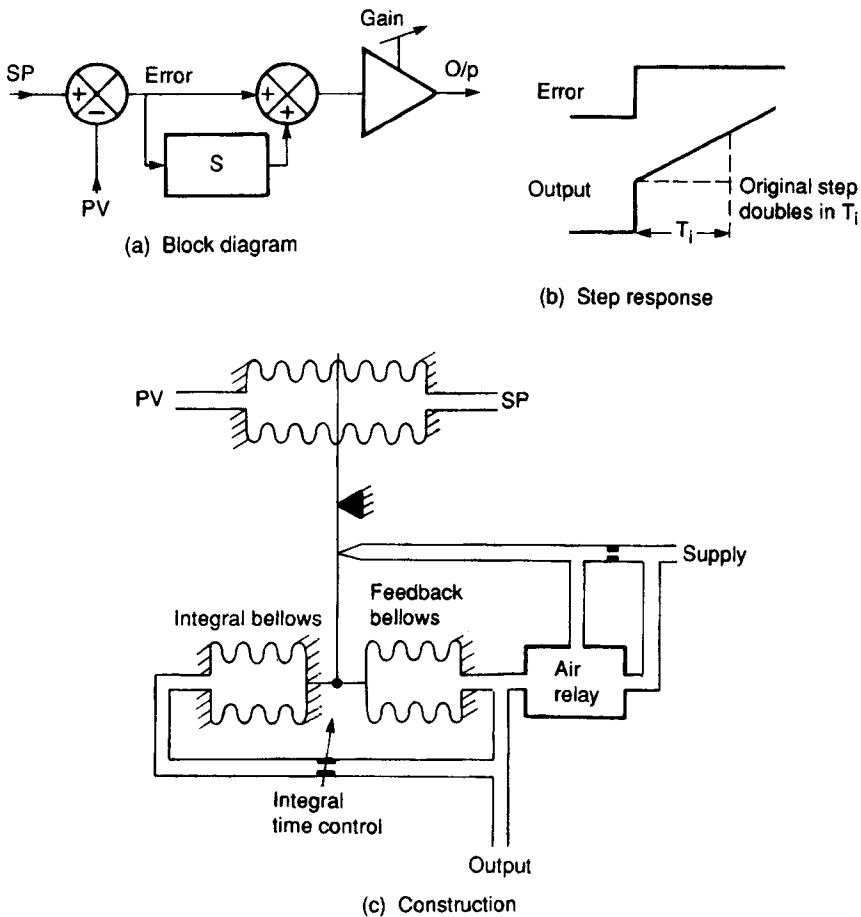 Gain
SP
Error
O/p
+
−
+
+
S
PV
(a) Block diagram
Error
Output
Original step
doubles in Ti
Ti
(b) Step response
PV
SP
Supply
Integral bellows
Feedback
bellows
Air
relay
Integral
time control
Output
(c) Construction